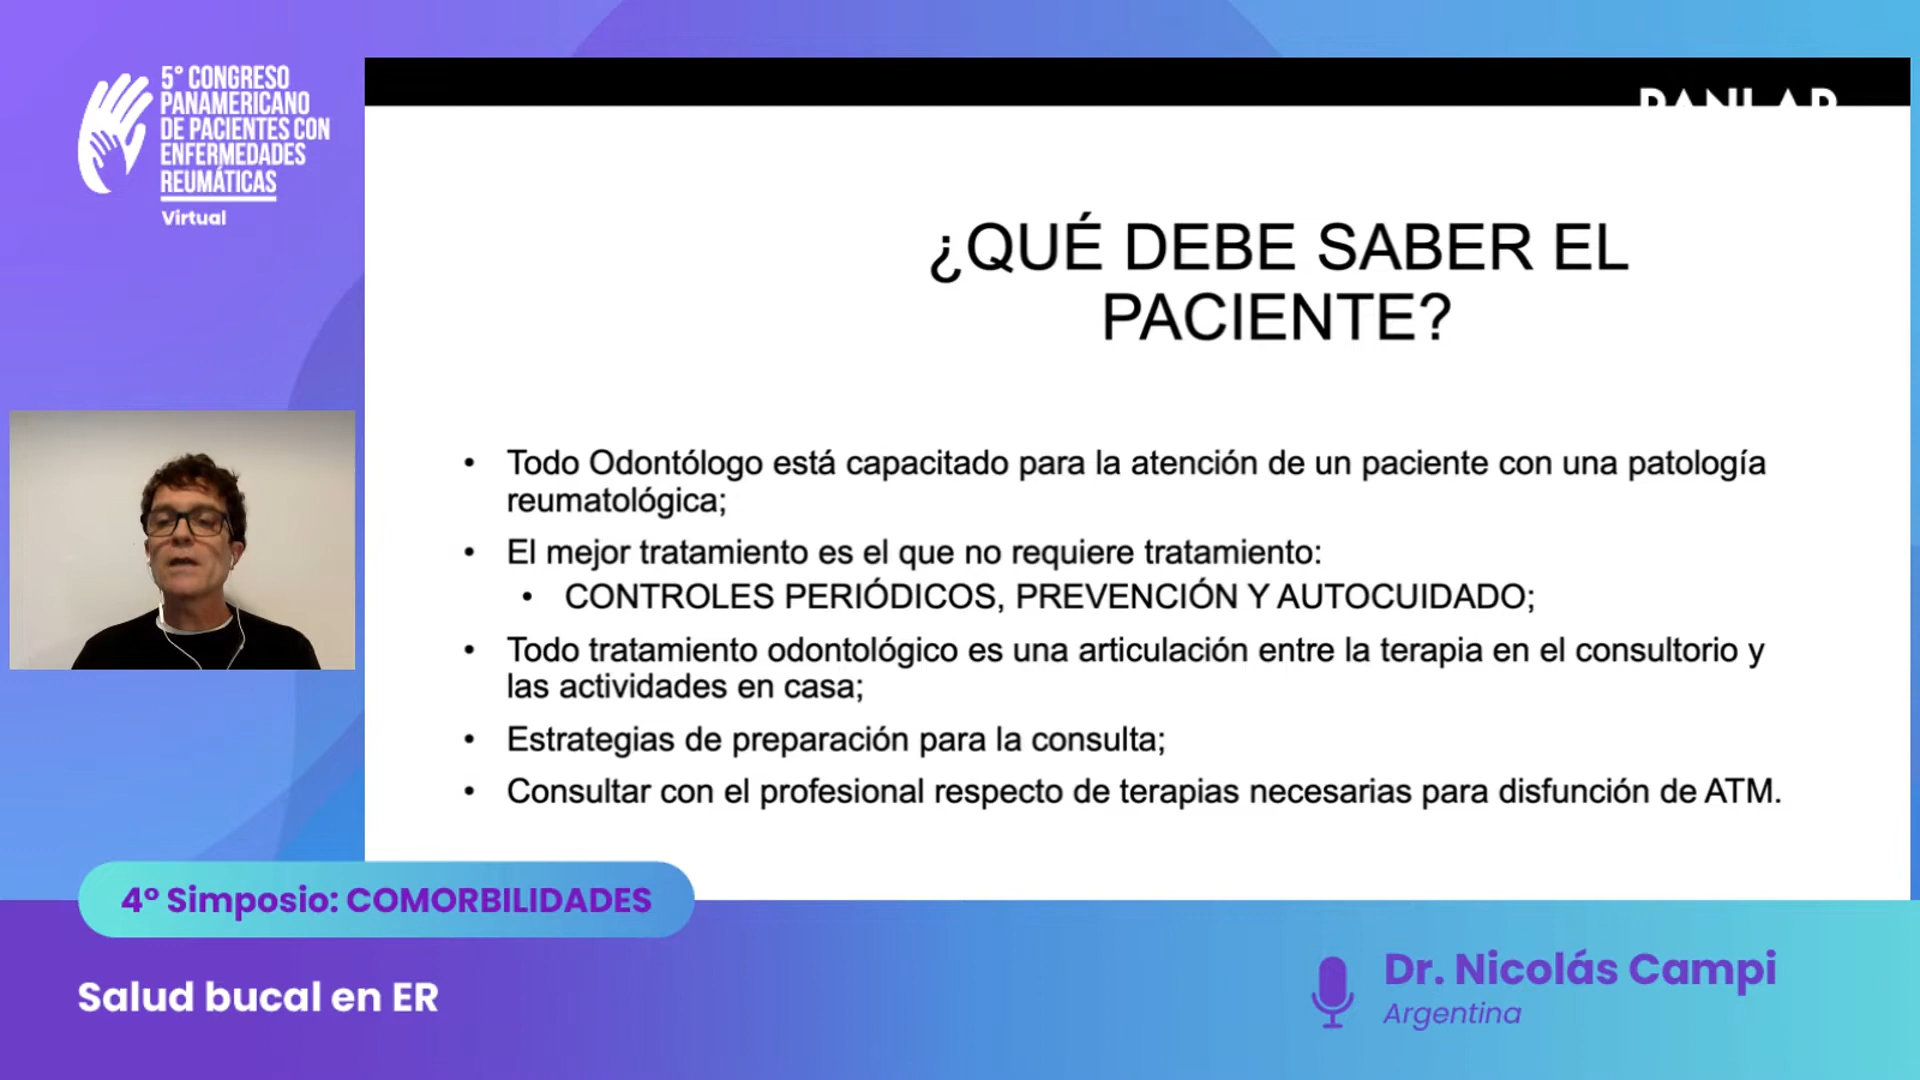 5° CONGRESO
PANAMERICANO
DE PACIENTES CON
ENFERMEDADES
REUMÁTICAS
Virtual
¿QUÉ DEBE SABER EL
PACIENTE?
• Todo Odontólogo está capacitado para la atención de un paciente con una patología
reumatológica;
• El mejor tratamiento es el que no requiere tratamiento:
• CONTROLES PERIÓDICOS, PREVENCIÓN Y AUTOCUIDADO;
• Todo tratamiento odontológico es una articulación entre la terapia en el consultorio y
las actividades en casa;
• Estrategias de preparación para la consulta;
• Consultar con el profesional respecto de terapias necesarias para disfunción de ATM.
4° Simposio: COMORBILIDADES
Salud bucal en ER
Dr. Nicolás Campi
Argentina